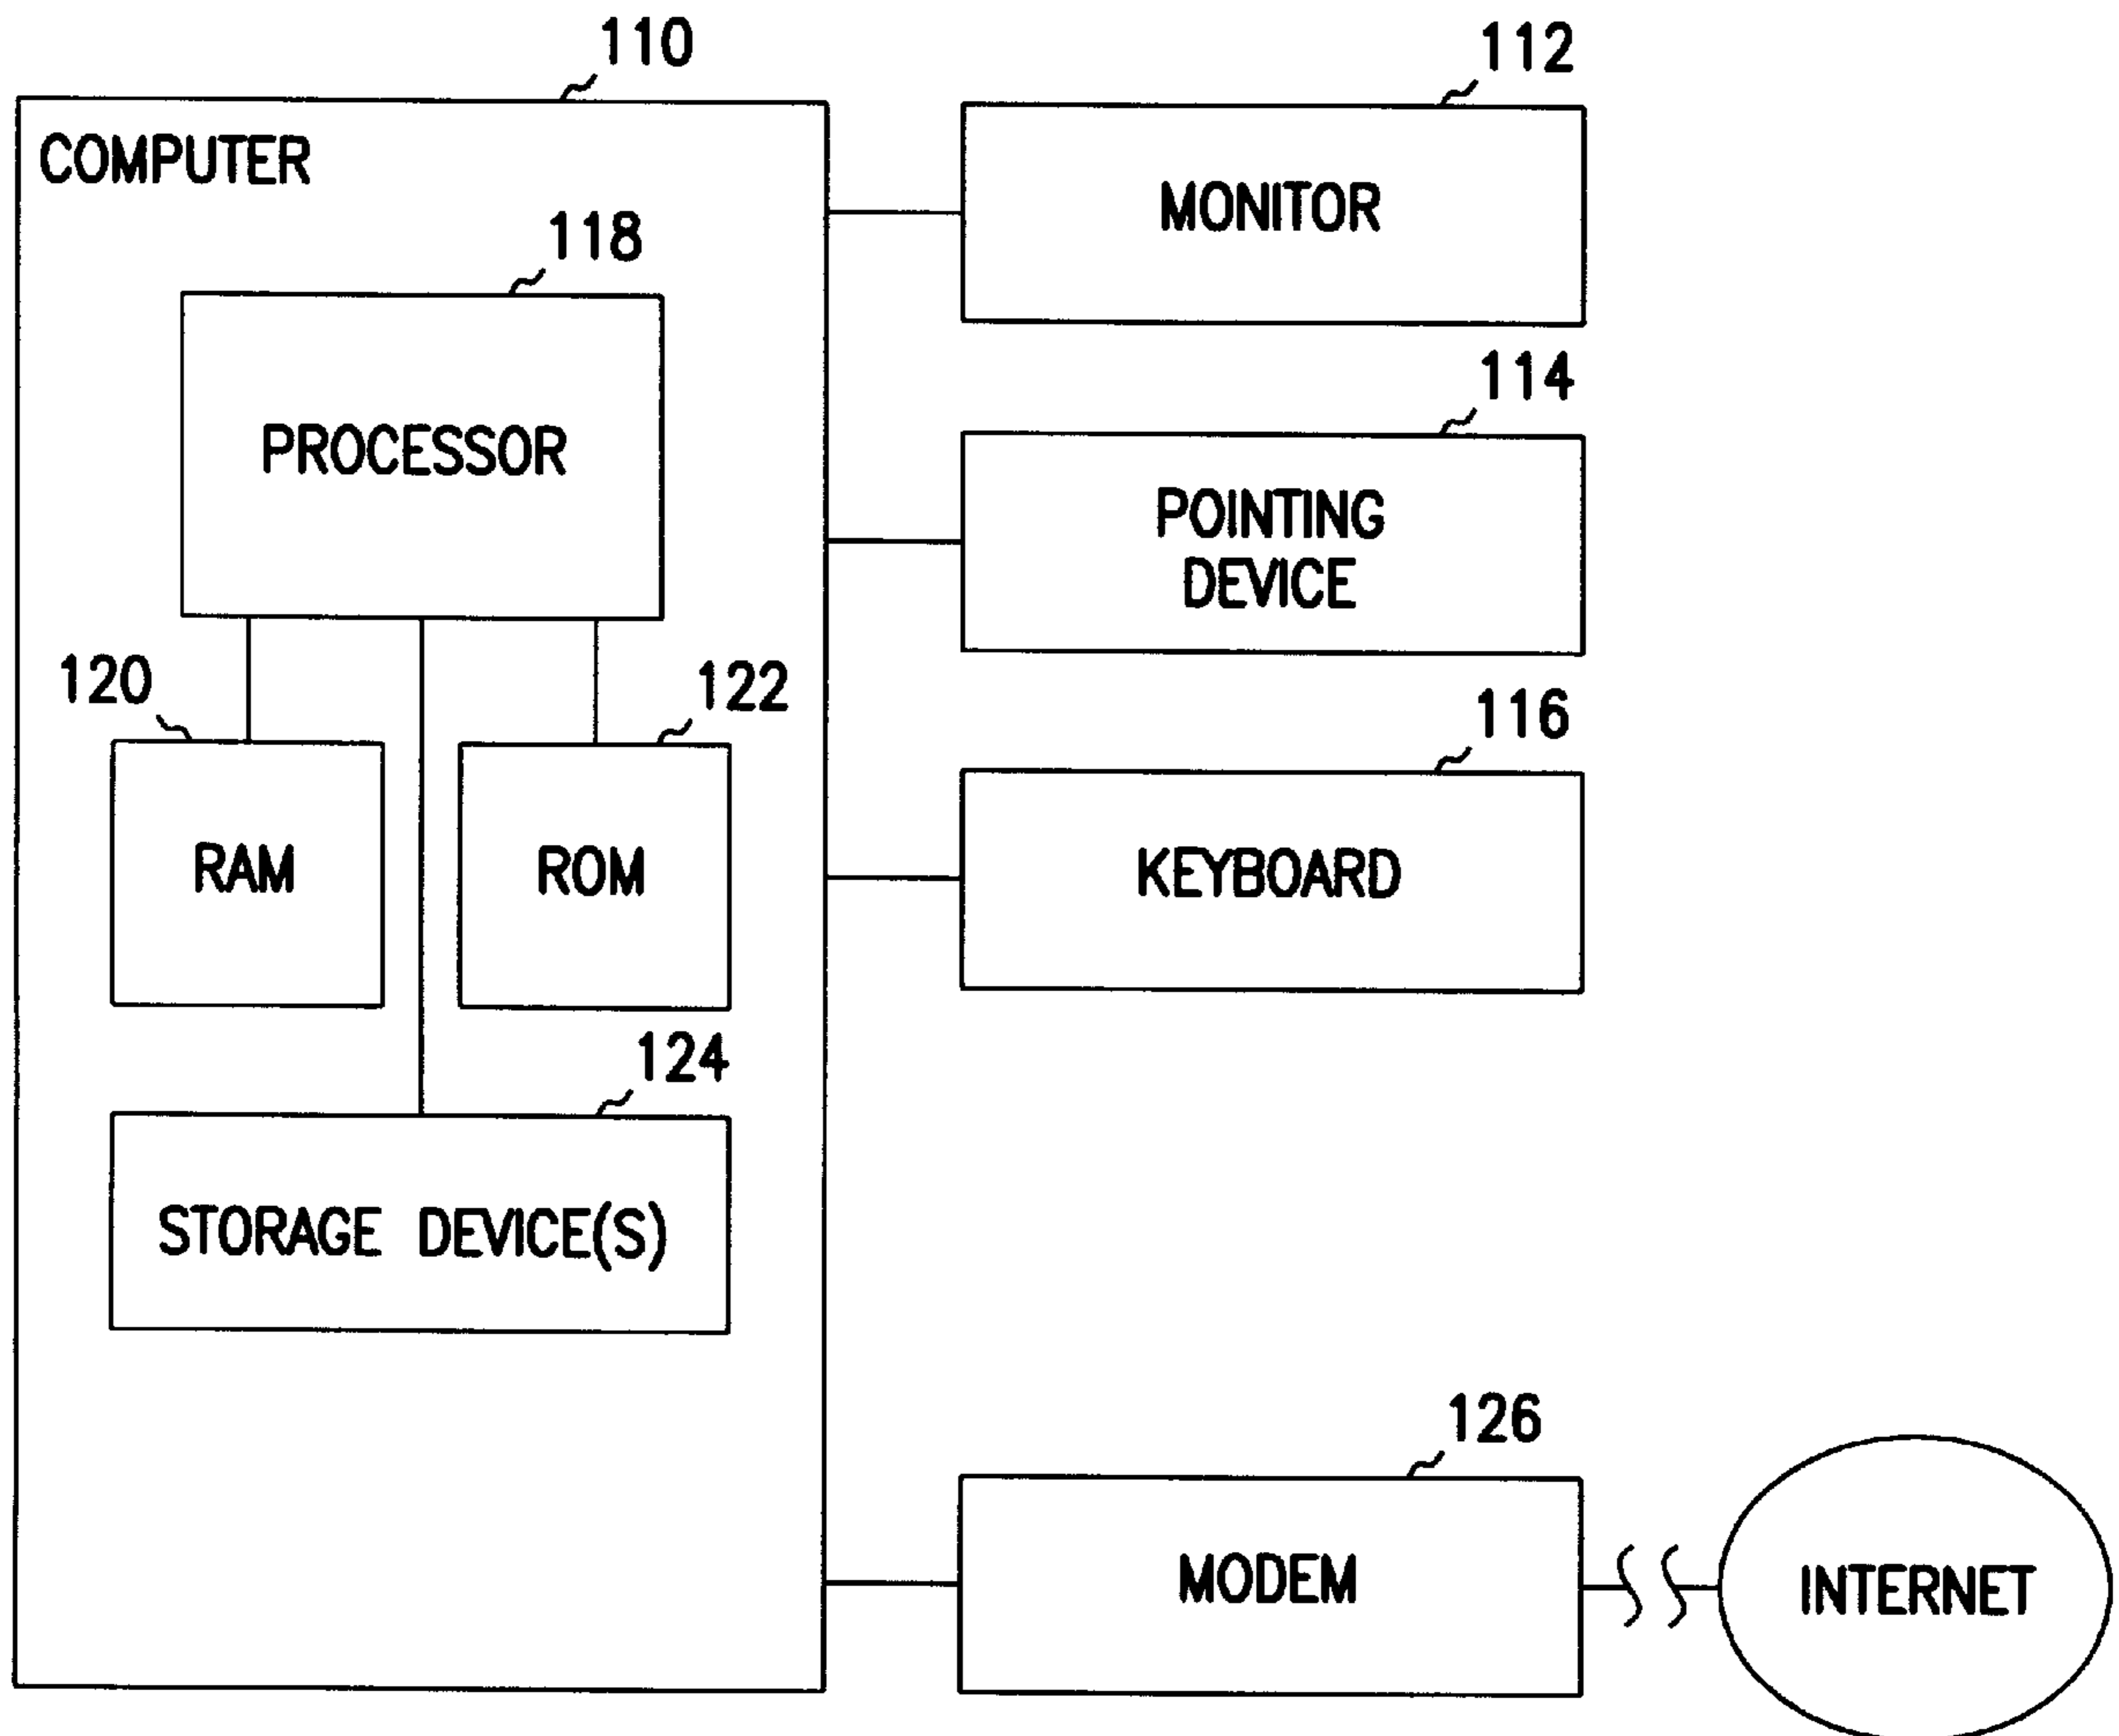 110
COMPUTER
118
PROCESSOR
120
122
RAM
ROM
124
STORAGE DEVICE(S)
112
MONITOR
114
POINTING
DEVICE
116
KEYBOARD
126
MODEM
INTERNET